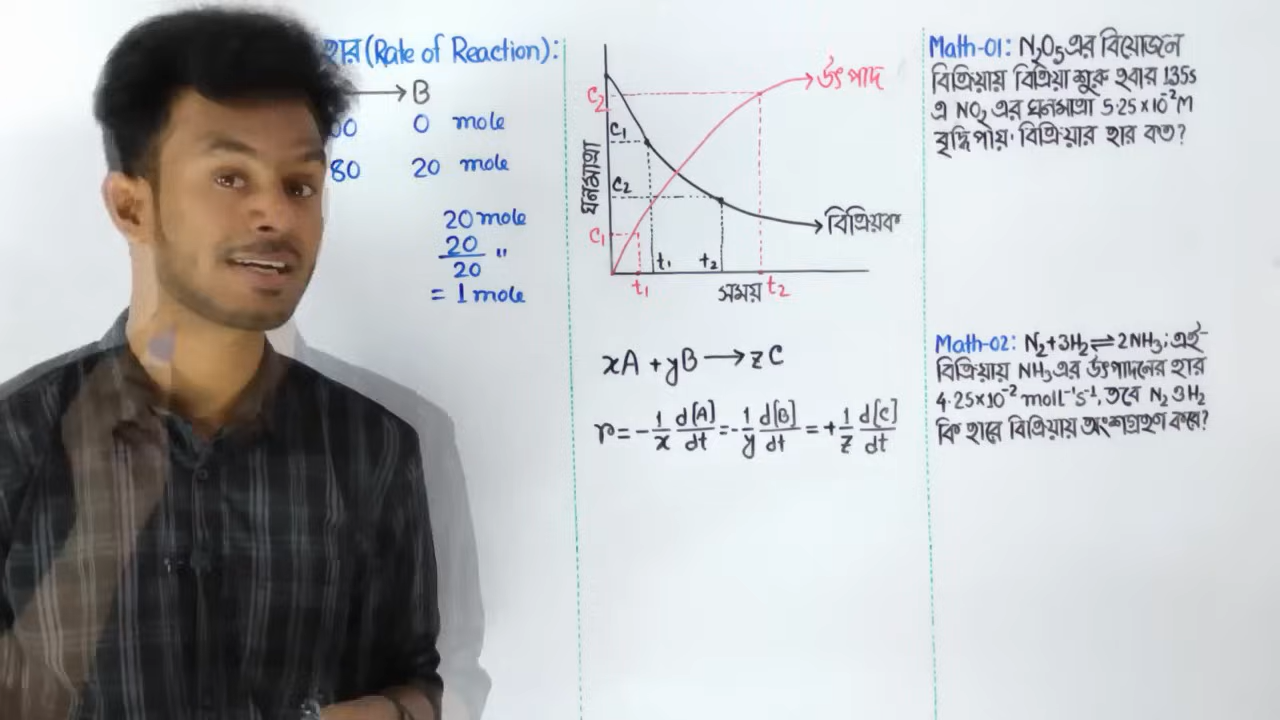 হার (Rate of Reaction):
→ B
00 0 mole
80 20 mole
20 mole
20
20 "
= 1 mole
ঘনমাত্রা
C2
C1
C2
C1
t1 t2
t1 সময় t2
উৎপাদ
বিক্রিয়ক
xA + yB → zC
r = -1/x d[A]/dt = -1/y d[B]/dt = +1/z d[C]/dt
Math-01: N2O5 এর বিয়োজন
বিক্রিয়ায় বিক্রিয়া শুরু হবার 135s
এ NO2 এর ঘনমাত্রা 5.25×10⁻²M
বৃদ্ধি পায়. বিক্রিয়ার হার কত?
Math-02: N2+3H2⇌2NH3; এই
বিক্রিয়ায় NH3 এর উৎপাদনের হার
4.25×10⁻² molL⁻¹s⁻¹, তবে N2 ও H2
কি হারে বিক্রিয়ায় অংশগ্রহণ করে?